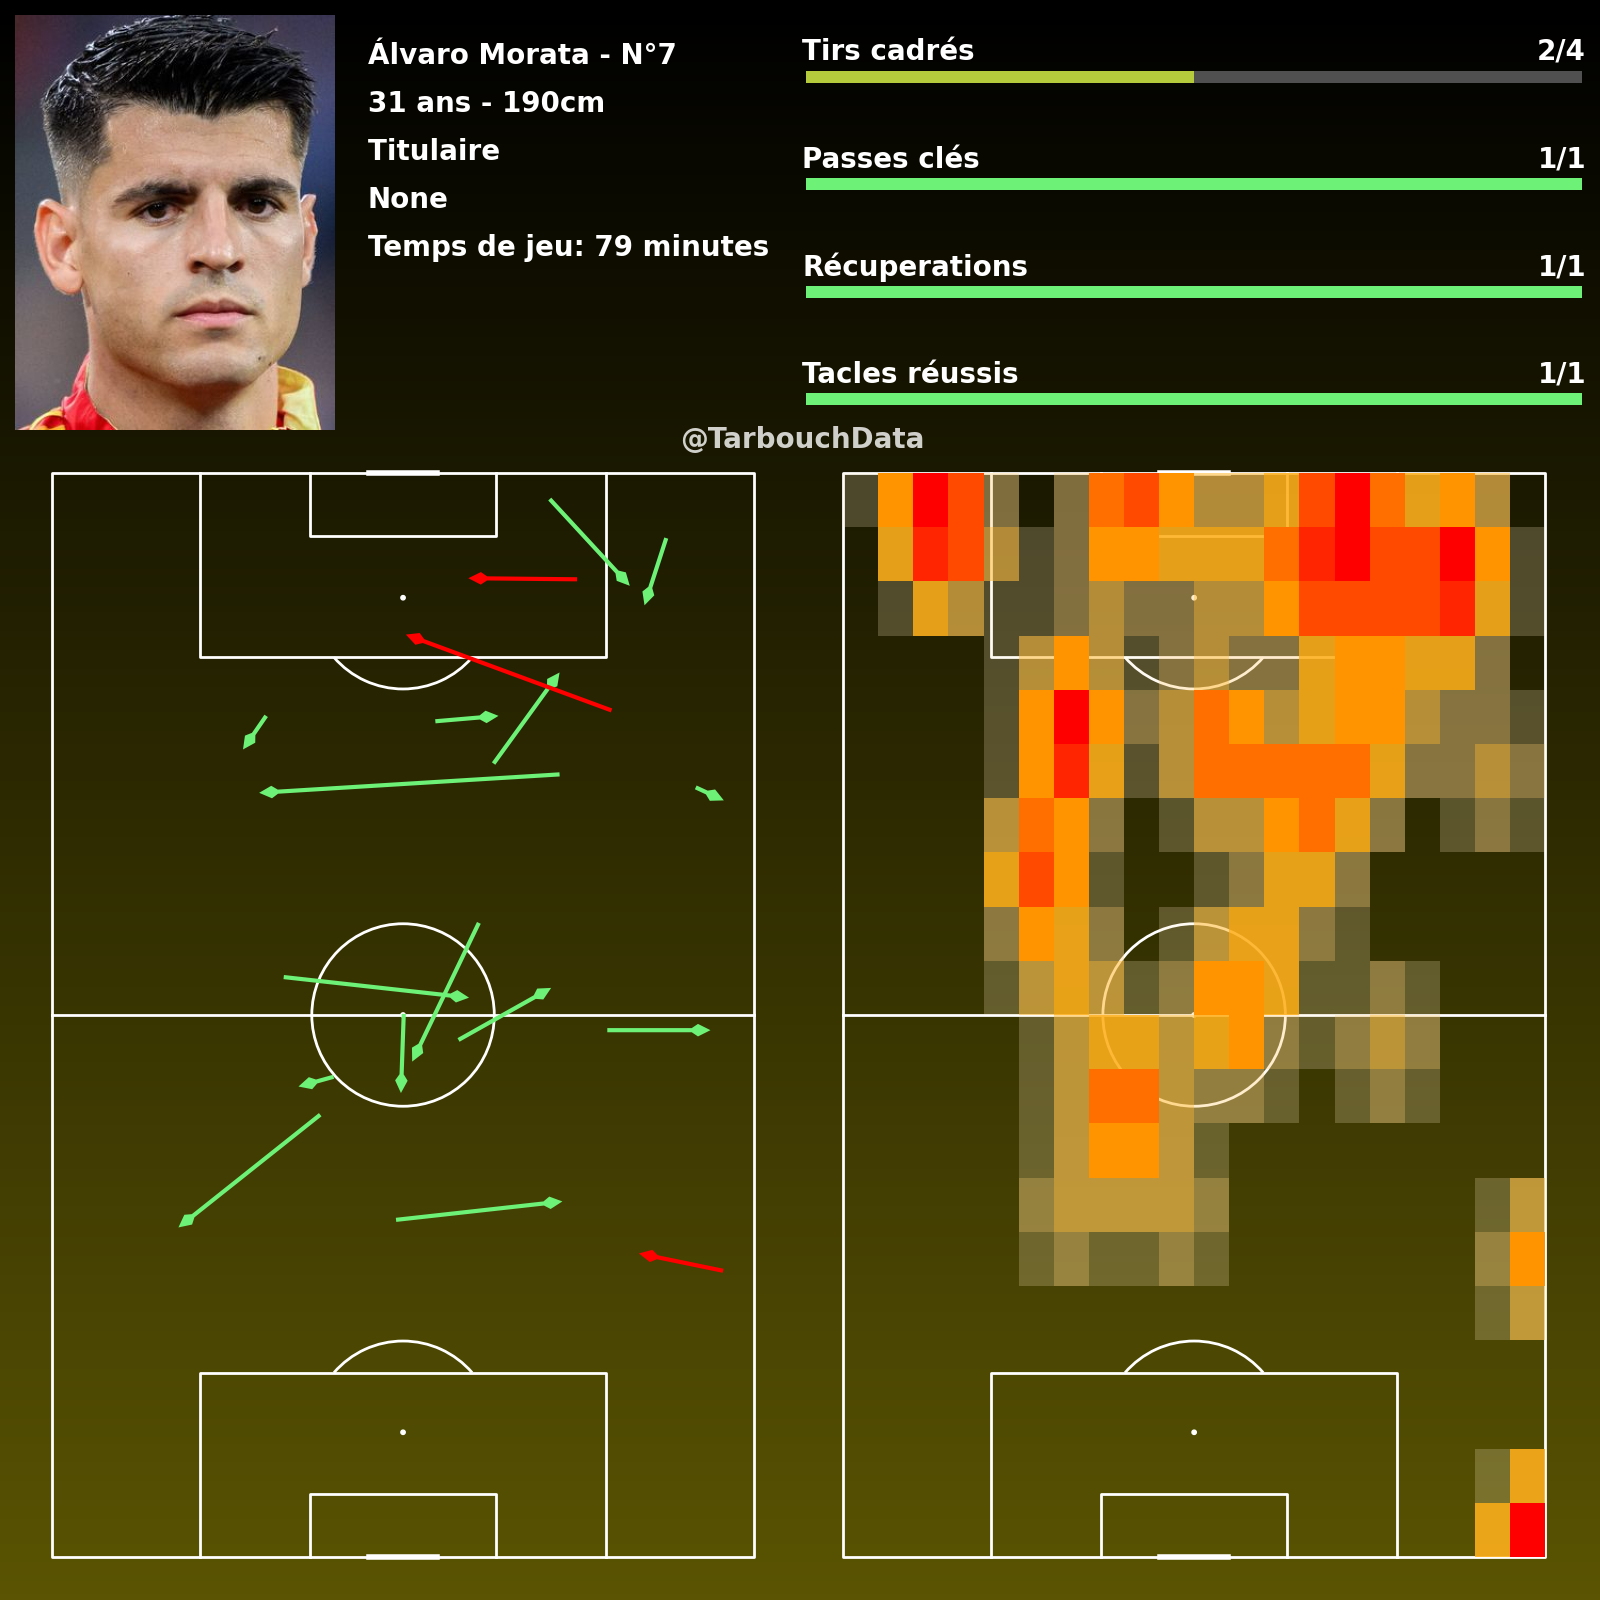 Álvaro Morata - N°7
31 ans - 190cm
Titulaire
None
Temps de jeu: 79 minutes
Tirs cadrés 2/4
Passes clés 1/1
Récuperations 1/1
Tacles réussis 1/1
@TarbouchData